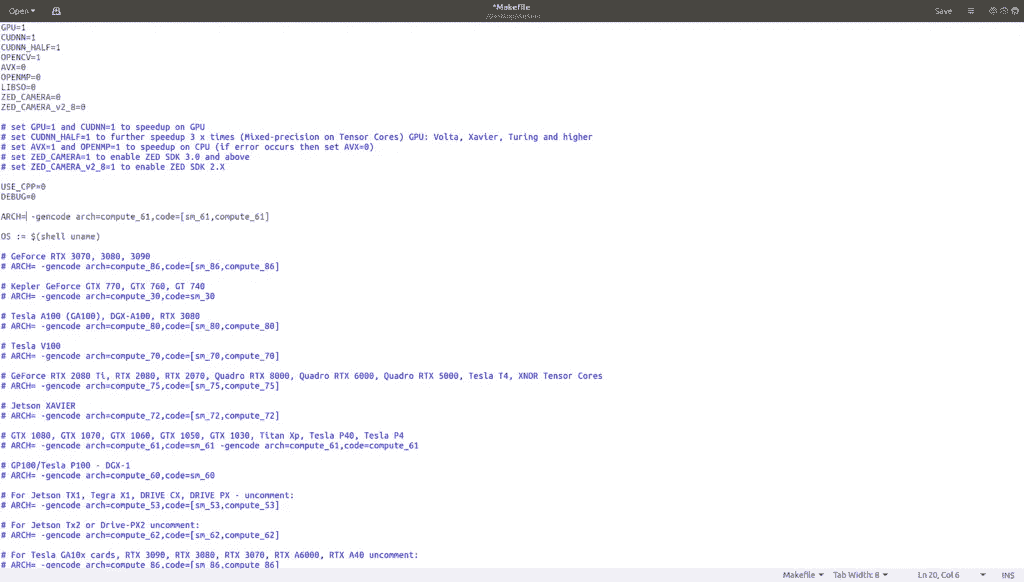 Open
*Makefile
Save
GPU=1
CUDNN=1
CUDNN_HALF=1
OPENCV=1
AVX=0
OPENMP=0
LIBSO=0
ZED_CAMERA=0
ZED_CAMERA_v2_8=0
# set GPU=1 and CUDNN=1 to speedup on GPU
# set CUDNN_HALF=1 to further speedup 3 x times (Mixed-precision on Tensor Cores) GPU: Volta, Xavier, Turing and higher
# set AVX=1 and OPENMP=1 to speedup on CPU (if error occurs then set AVX=0)
# set ZED_CAMERA=1 to enable ZED SDK 3.0 and above
# set ZED_CAMERA_v2_8=1 to enable ZED SDK 2.X
USE_CPP=0
DEBUG=0
ARCH= -gencode arch=compute_61,code=[sm_61,compute_61]
OS := $(shell uname)
# GeForce RTX 3070, 3080, 3090
# ARCH= -gencode arch=compute_86,code=[sm_86,compute_86]
# Kepler GeForce GTX 770, GTX 760, GT 740
# ARCH= -gencode arch=compute_30,code=sm_30
# Tesla A100 (GA100), DGX-A100, RTX 3080
# ARCH= -gencode arch=compute_80,code=[sm_80,compute_80]
# Tesla V100
# ARCH= -gencode arch=compute_70,code=[sm_70,compute_70]
# GeForce RTX 2080 Ti, RTX 2080, RTX 2070, Quadro RTX 8000, Quadro RTX 6000, Quadro RTX 5000, Tesla T4, XNOR Tensor Cores
# ARCH= -gencode arch=compute_75,code=[sm_75,compute_75]
# Jetson XAVIER
# ARCH= -gencode arch=compute_72,code=[sm_72,compute_72]
# GTX 1080, GTX 1070, GTX 1060, GTX 1050, GTX 1030, Titan Xp, Tesla P40, Tesla P4
# ARCH= -gencode arch=compute_61,code=sm_61 -gencode arch=compute_61,code=compute_61
# GP100/Tesla P100 - DGX-1
# ARCH= -gencode arch=compute_60,code=sm_60
# For Jetson TX1, Tegra X1, DRIVE CX, DRIVE PX - uncomment:
# ARCH= -gencode arch=compute_53,code=[sm_53,compute_53]
# For Jetson Tx2 or Drive-PX2 uncomment:
# ARCH= -gencode arch=compute_62,code=[sm_62,compute_62]
# For Tesla GA10x cards, RTX 3090, RTX 3080, RTX 3070, RTX A6000, RTX A40 uncomment:
# ARCH= -gencode arch=compute_86,code=[sm_86,compute_86]
Makefile Tab Width: 8 Ln 20, Col 6 INS